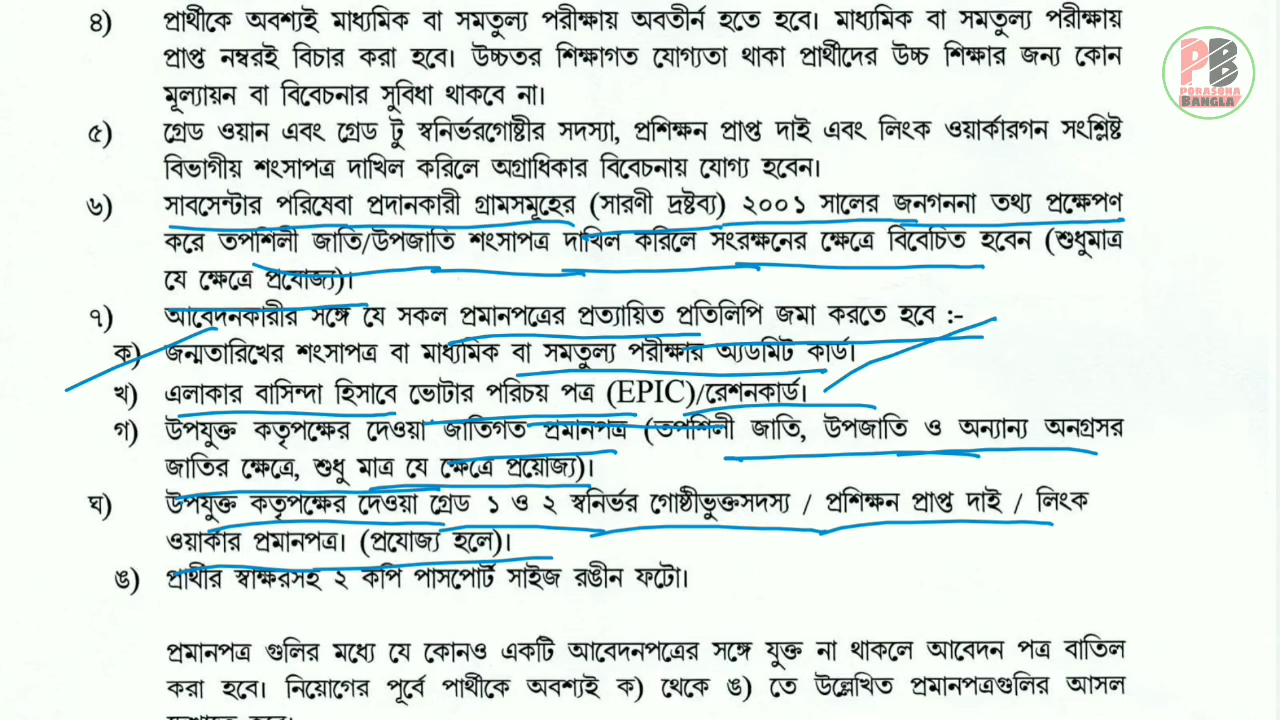 ৪) প্রার্থীকে অবশ্যই মাধ্যমিক বা সমতুল্য পরীক্ষায় অবতীর্ন হতে হবে। মাধ্যমিক বা সমতুল্য পরীক্ষায়
প্রাপ্ত নম্বরই বিচার করা হবে। উচ্চতর শিক্ষাগত যোগ্যতা থাকা প্রার্থীদের উচ্চ শিক্ষার জন্য কোন
মূল্যায়ন বা বিবেচনার সুবিধা থাকবে না।
৫) গ্রেড ওয়ান এবং গ্রেড টু স্বনির্ভরগোষ্টীর সদস্যা, প্রশিক্ষন প্রাপ্ত দাই এবং লিংক ওয়ার্কারগন সংশ্লিষ্ট
বিভাগীয় শংসাপত্র দাখিল করিলে অগ্রাধিকার বিবেচনায় যোগ্য হবেন।
৬) সাবসেন্টার পরিষেবা প্রদানকারী গ্রামসমূহের (সারণী দ্রষ্টব্য) ২০০১ সালের জনগননা তথ্য প্রক্ষেপণ
করে তপশিলী জাতি/উপজাতি শংসাপত্র দাখিল করিলে সংরক্ষনের ক্ষেত্রে বিবেচিত হবেন (শুধুমাত্র
যে ক্ষেত্রে প্রযোজ্য)।
৭) আবেদনকারীর সঙ্গে যে সকল প্রমানপত্রের প্রত্যায়িত প্রতিলিপি জমা করতে হবে :-
ক) জন্মতারিখের শংসাপত্র বা মাধ্যমিক বা সমতুল্য পরীক্ষার অ্যডমিট কার্ড।
খ) এলাকার বাসিন্দা হিসাবে ভোটার পরিচয় পত্র (EPIC)/রেশনকার্ড।
গ) উপযুক্ত কতৃপক্ষের দেওয়া জাতিগত প্রমানপত্র (তপশিলী জাতি, উপজাতি ও অন্যান্য অনগ্রসর
জাতির ক্ষেত্রে, শুধু মাত্র যে ক্ষেত্রে প্রয়োজ্য)।
ঘ) উপযুক্ত কতৃপক্ষের দেওয়া গ্রেড ১ ও ২ স্বনির্ভর গোষ্ঠীভুক্তসদস্য / প্রশিক্ষন প্রাপ্ত দাই / লিংক
ওয়ার্কার প্রমানপত্র। (প্রযোজ্য হলে)।
ঙ) প্রার্থীর স্বাক্ষরসহ ২ কপি পাসপোর্ট সাইজ রঙীন ফটো।
প্রমানপত্র গুলির মধ্যে যে কোনও একটি আবেদনপত্রের সঙ্গে যুক্ত না থাকলে আবেদন পত্র বাতিল
করা হবে। নিয়োগের পূর্বে পার্থীকে অবশ্যই ক) থেকে ঙ) তে উল্লেখিত প্রমানপত্রগুলির আসল
PB
PORASONA
BANGLA